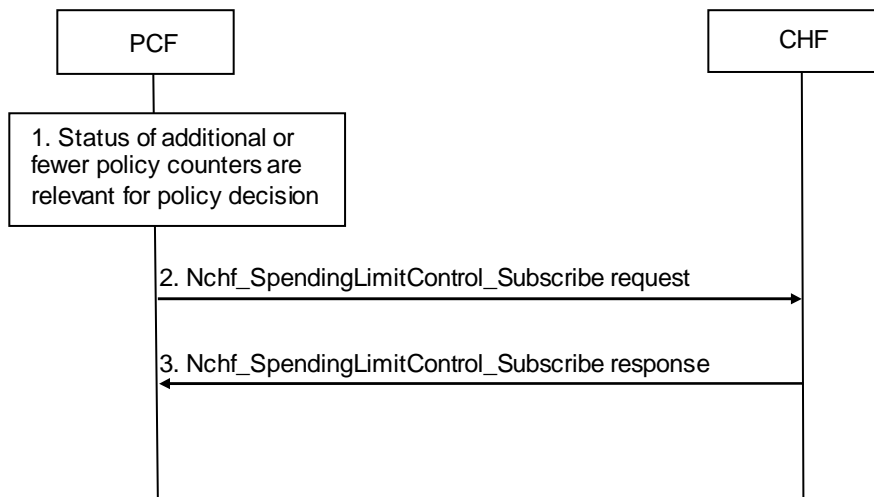 PCF
CHF
1. Status of additional or
fewer policy counters are
relevant for policy decision
2. Nchf_SpendingLimitControl_Subscribe request
3. Nchf_SpendingLimitControl_Subscribe response